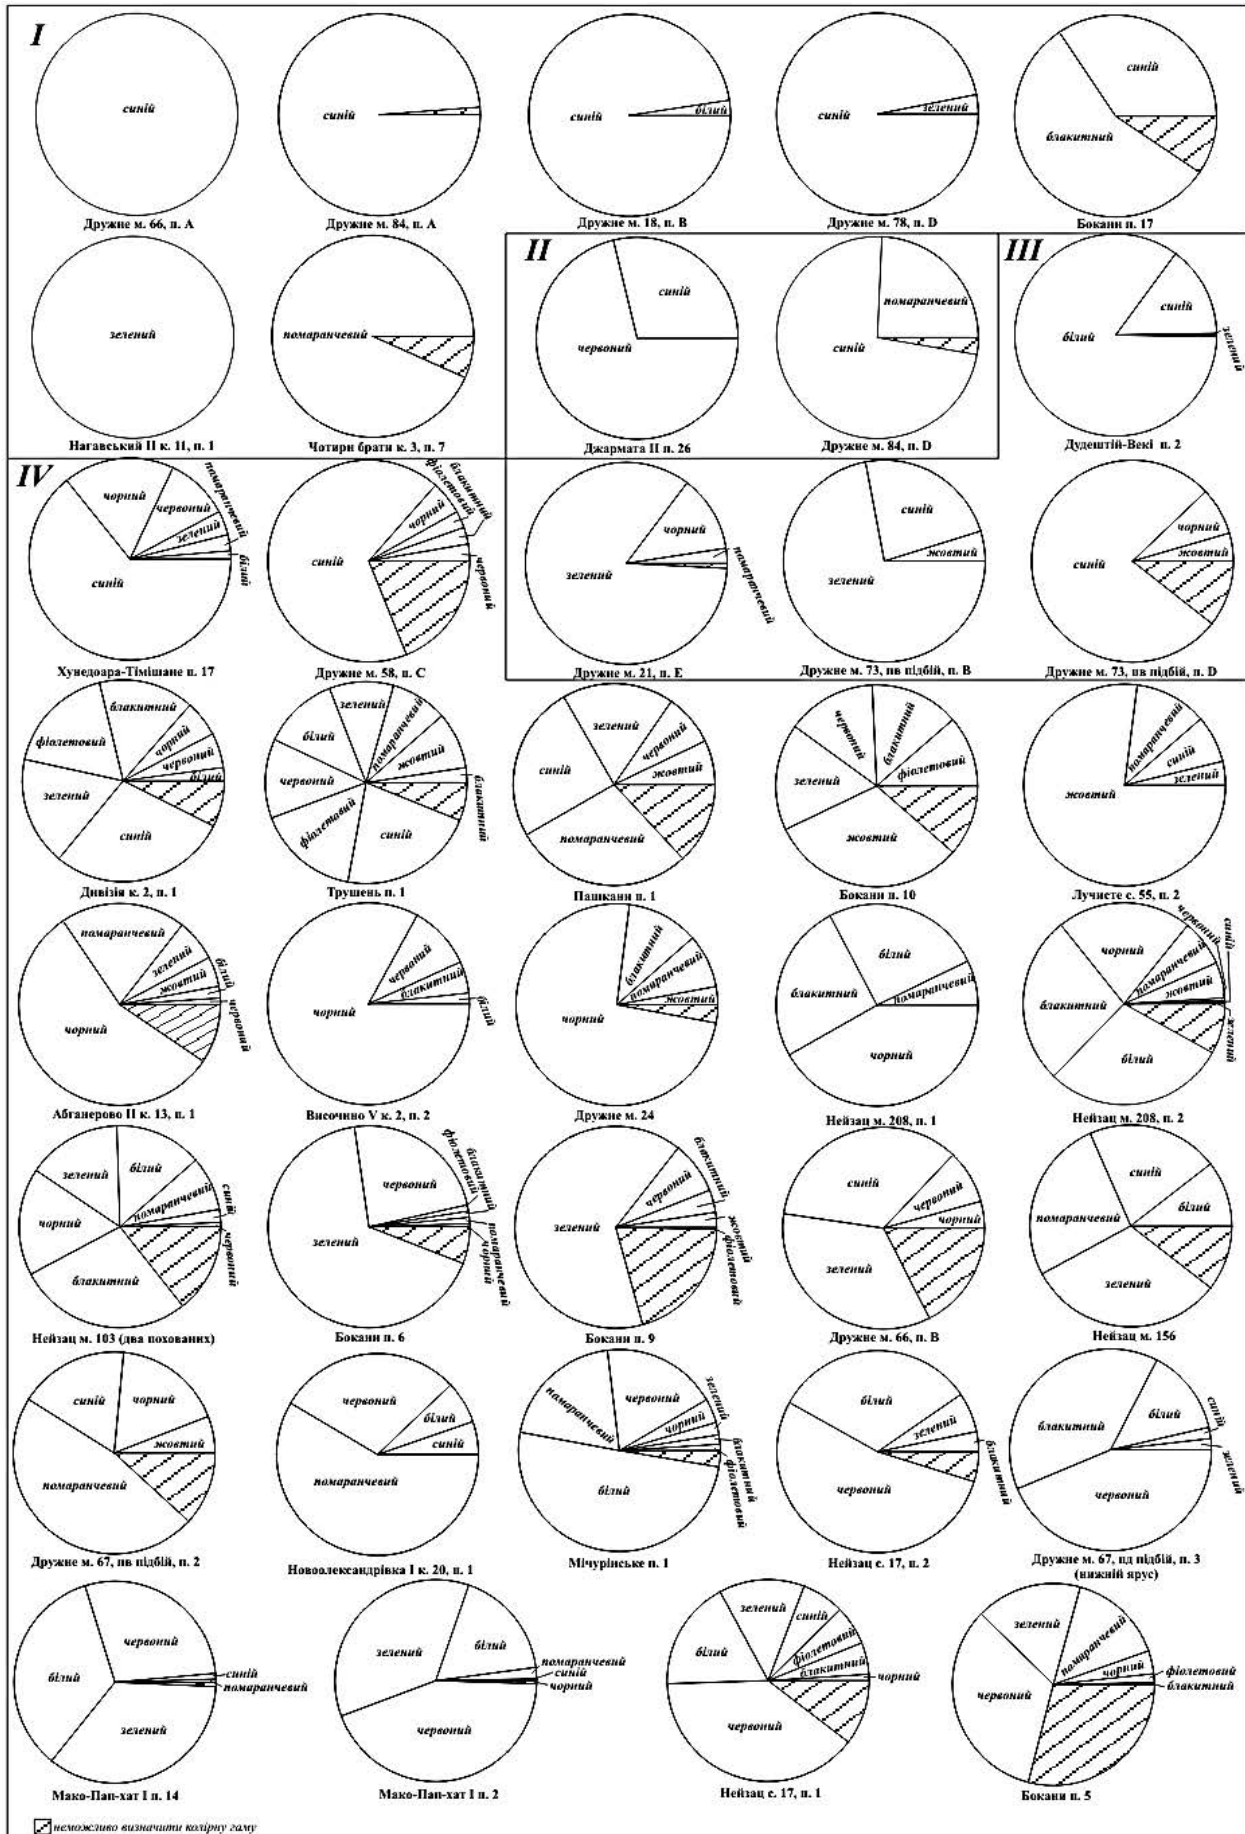 I
синій
Дружне м. 66, п. А
синій
Дружне м. 84, п. А
синій
білий
Дружне м. 18, п. В
синій
зелений
Дружне м. 78, п. D
синій
блакитний
Бокани п. 17
зелений
Нагавський II к. 11, п. 1
помаранчевий
Чотири брати к. 3, п. 7
II
синій
червоний
Джармата II п. 26
помаранчевий
синій
Дружне м. 84, п. D
III
синій
білий
зелений
Дудештій-Векі п. 2
IV
чорний
червоний
помаранчевий
зелений
білий
синій
Хунедоара-Тімішане п. 17
фіолетовий
блакитний
чорний
синій
червоний
Дружне м. 58, п. С
чорний
зелений
помаранчевий
Дружне м. 21, п. Е
синій
жовтий
зелений
Дружне м. 73, пв підбій, п. В
чорний
жовтий
синій
Дружне м. 73, пв підбій, п. D
блакитний
чорний
червоний
білий
фіолетовий
зелений
синій
Дивізія к. 2, п. 1
зелений
помаранчевий
жовтий
блакитний
білий
червоний
фіолетовий
синій
Трушень п. 1
зелений
червоний
жовтий
синій
помаранчевий
Пашкани п. 1
червоний
блакитний
фіолетовий
зелений
жовтий
Бокани п. 10
помаранчевий
синій
зелений
жовтий
Лучисте с. 55, п. 2
помаранчевий
зелений
жовтий
білий
червоний
чорний
Абганерово II к. 13, п. 1
червоний
блакитний
білий
чорний
Височино V к. 2, п. 2
блакитний
помаранчевий
жовтий
чорний
Дружне м. 24
білий
помаранчевий
блакитний
чорний
Нейзац м. 208, п. 1
чорний
червоний
синій
помаранчевий
жовтий
зелений
блакитний
білий
Нейзац м. 208, п. 2
зелений
білий
помаранчевий
синій
червоний
чорний
блакитний
Нейзац м. 103 (два похованих)
червоний
фіолетовий
блакитний
помаранчевий
чорний
зелений
Бокани п. 6
червоний
блакитний
жовтий
фіолетовий
зелений
Бокани п. 9
синій
червоний
чорний
зелений
Дружне м. 66, п. В
синій
білий
помаранчевий
зелений
Нейзац м. 156
синій
чорний
жовтий
помаранчевий
Дружне м. 67, пв підбій, п. 2
червоний
білий
синій
помаранчевий
Новоолександрівка I к. 20, п. 1
помаранчевий
червоний
зелений
чорний
блакитний
фіолетовий
білий
Мічурінське п. 1
білий
зелений
блакитний
червоний
Нейзац с. 17, п. 2
блакитний
білий
синій
зелений
червоний
Дружне м. 67, пд підбій, п. 3
(нижній ярус)
червоний
білий
синій
помаранчевий
зелений
Мако-Пап-хат I п. 14
зелений
білий
помаранчевий
синій
чорний
червоний
Мако-Пап-хат I п. 2
зелений
синій
фіолетовий
блакитний
чорний
білий
червоний
Нейзац с. 17, п. 1
зелений
помаранчевий
чорний
фіолетовий
блакитний
червоний
Бокани п. 5
неможливо визначити колірну гаму